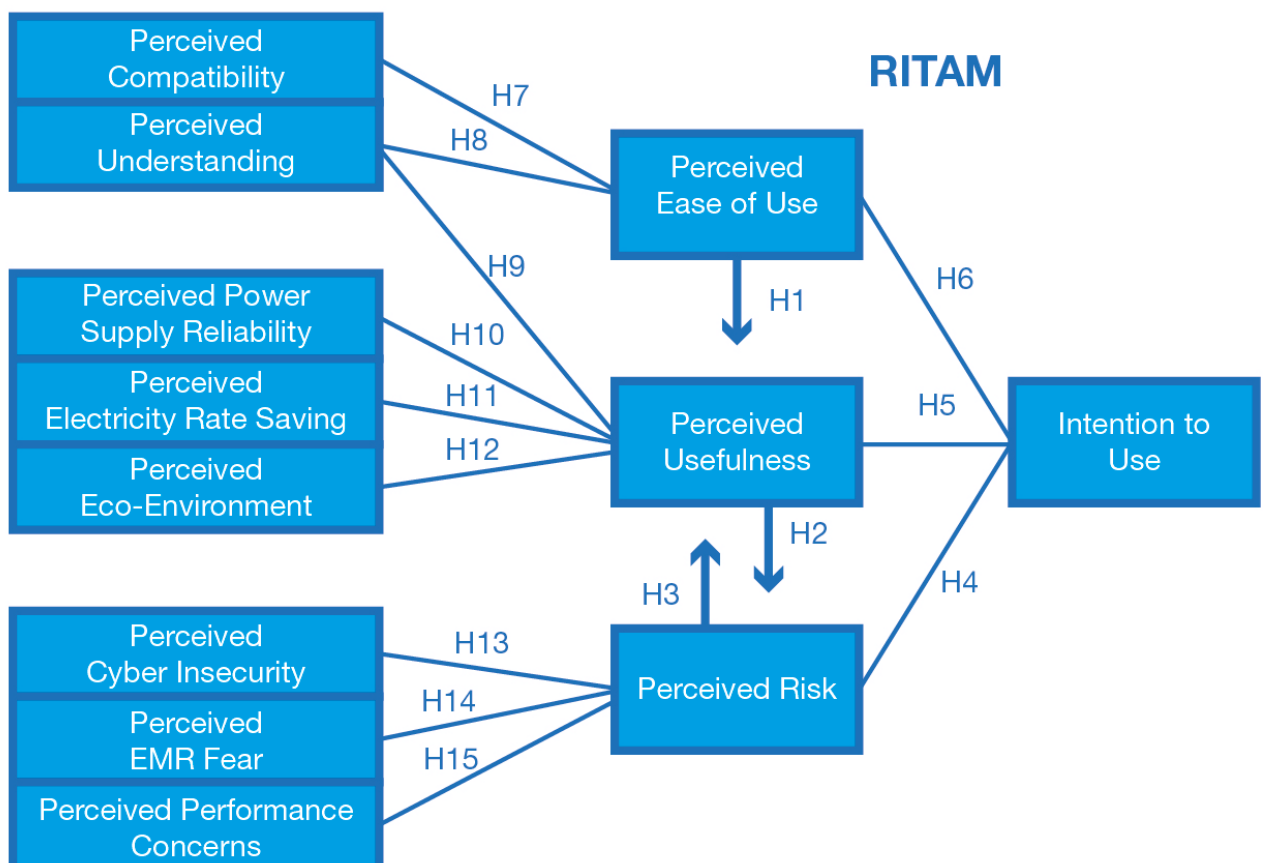 RITAM
Perceived
Compatibility
Perceived
Understanding
H7
H8
H9
Perceived
Ease of Use
H1
H6
Perceived Power
Supply Reliability
Perceived
Electricity Rate Saving
Perceived
Eco-Environment
H10
H11
H12
Perceived
Usefulness
H5
Intention to
Use
H2
H3
H4
Perceived
Cyber Insecurity
Perceived
EMR Fear
Perceived Performance
Concerns
H13
H14
H15
Perceived Risk